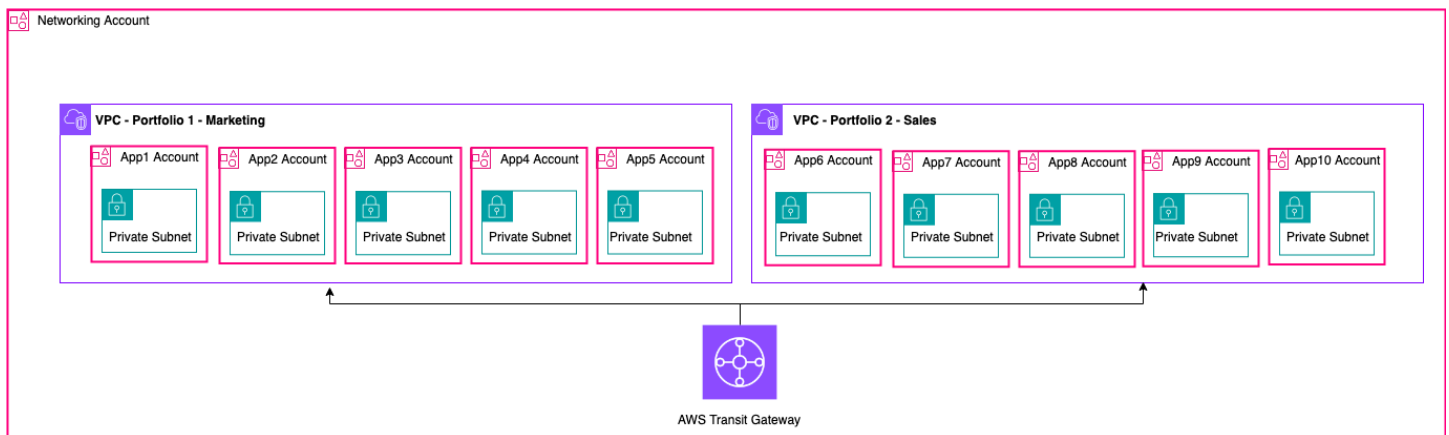 Networking Account
VPC - Portfolio 1 - Marketing
App1 Account
App2 Account
App3 Account
App4 Account
App5 Account
Private Subnet
Private Subnet
Private Subnet
Private Subnet
Private Subnet
VPC - Portfolio 2 - Sales
App6 Account
App7 Account
App8 Account
App9 Account
App10 Account
Private Subnet
Private Subnet
Private Subnet
Private Subnet
Private Subnet
AWS Transit Gateway